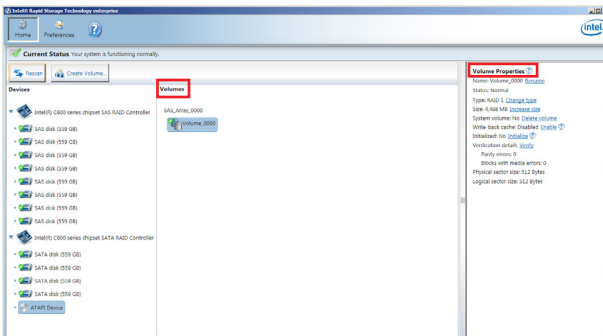 Intel® Rapid Storage Technology enterprise
Home
Preferences
?
intel
Current Status Your system is functioning normally.
Rescan
Create Volume...
Devices
Intel(R) C600 series chipset SAS RAID Controller
SAS disk (559 GB)
SAS disk (559 GB)
SAS disk (559 GB)
SAS disk (559 GB)
SAS disk (559 GB)
SAS disk (559 GB)
SAS disk (559 GB)
SAS disk (559 GB)
Intel(R) C600 series chipset SATA RAID Controller
SATA disk (559 GB)
SATA disk (559 GB)
SATA disk (559 GB)
SATA disk (559 GB)
ATAPI Device
Volumes
SAS_Array_0000
Volume_0000
Volume Properties ?
Name: Volume_0000 Rename
Status: Normal
Type: RAID 1 Change type
Size: 4,468 MB Increase size
System volume: No Delete volume
Write back cache: Disabled Enable ?
Initialized: No Initialize ?
Verification details Verify
Parity errors: 0
Blocks with media errors: 0
Physical sector size: 512 Bytes
Logical sector size: 512 Bytes